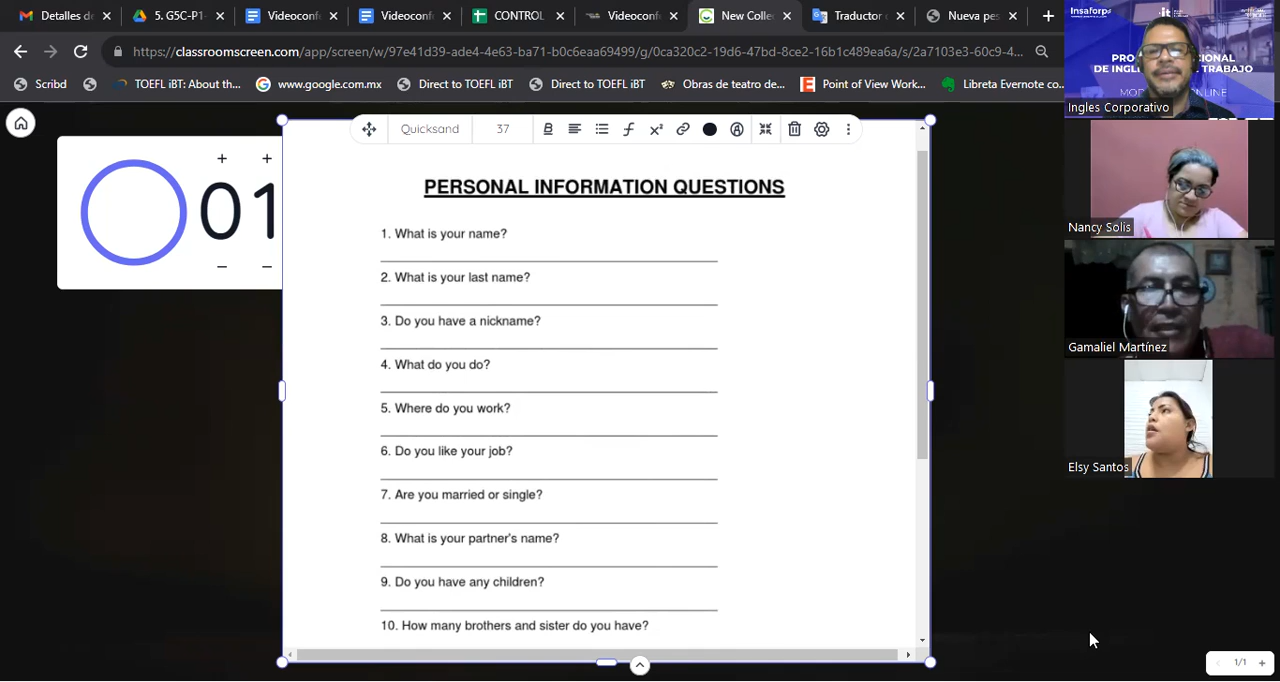 Detalles de
5. G5C-P1-
Videoconf
Videoconf
CONTROL
Videoconf
New Colle
Traductor
Nueva pes
https://classroomscreen.com/app/screen/w/97e41d39-ade4-4e63-ba71-b0c6eaa69499/g/0ca320c2-19d6-47bd-8ce2-16b1c489ea6a/s/2a7103e3-60c9-4...
Scribd
TOEFL iBT: About th...
www.google.com.mx
Direct to TOEFL iBT
Direct to TOEFL iBT
Obras de teatro de...
Point of View Work...
Libreta Evernote co...
Quicksand
37
01
PERSONAL INFORMATION QUESTIONS
1. What is your name?
2. What is your last name?
3. Do you have a nickname?
4. What do you do?
5. Where do you work?
6. Do you like your job?
7. Are you married or single?
8. What is your partner's name?
9. Do you have any children?
10. How many brothers and sister do you have?
Insaforp
Ingles Corporativo
Nancy Solis
Gamaliel Martínez
Elsy Santos
1/1